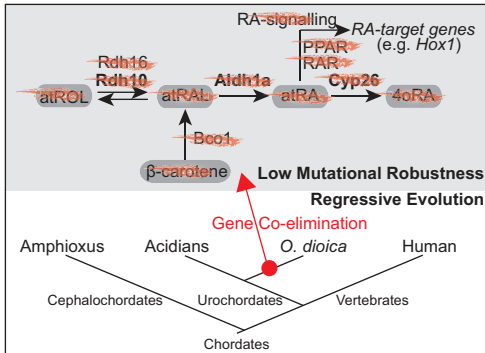 RA-signalling
RA-target genes
(e.g. Hox1)
PPAR
RAR
Rdh16
Rdh10
Aldh1a
Cyp26
atROL
atRAL
atRA
4oRA
Bco1
β-carotene
Low Mutational Robustness
Regressive Evolution
Gene Co-elimination
Amphioxus
Acidians
O. dioica
Human
Cephalochordates
Urochordates
Vertebrates
Chordates